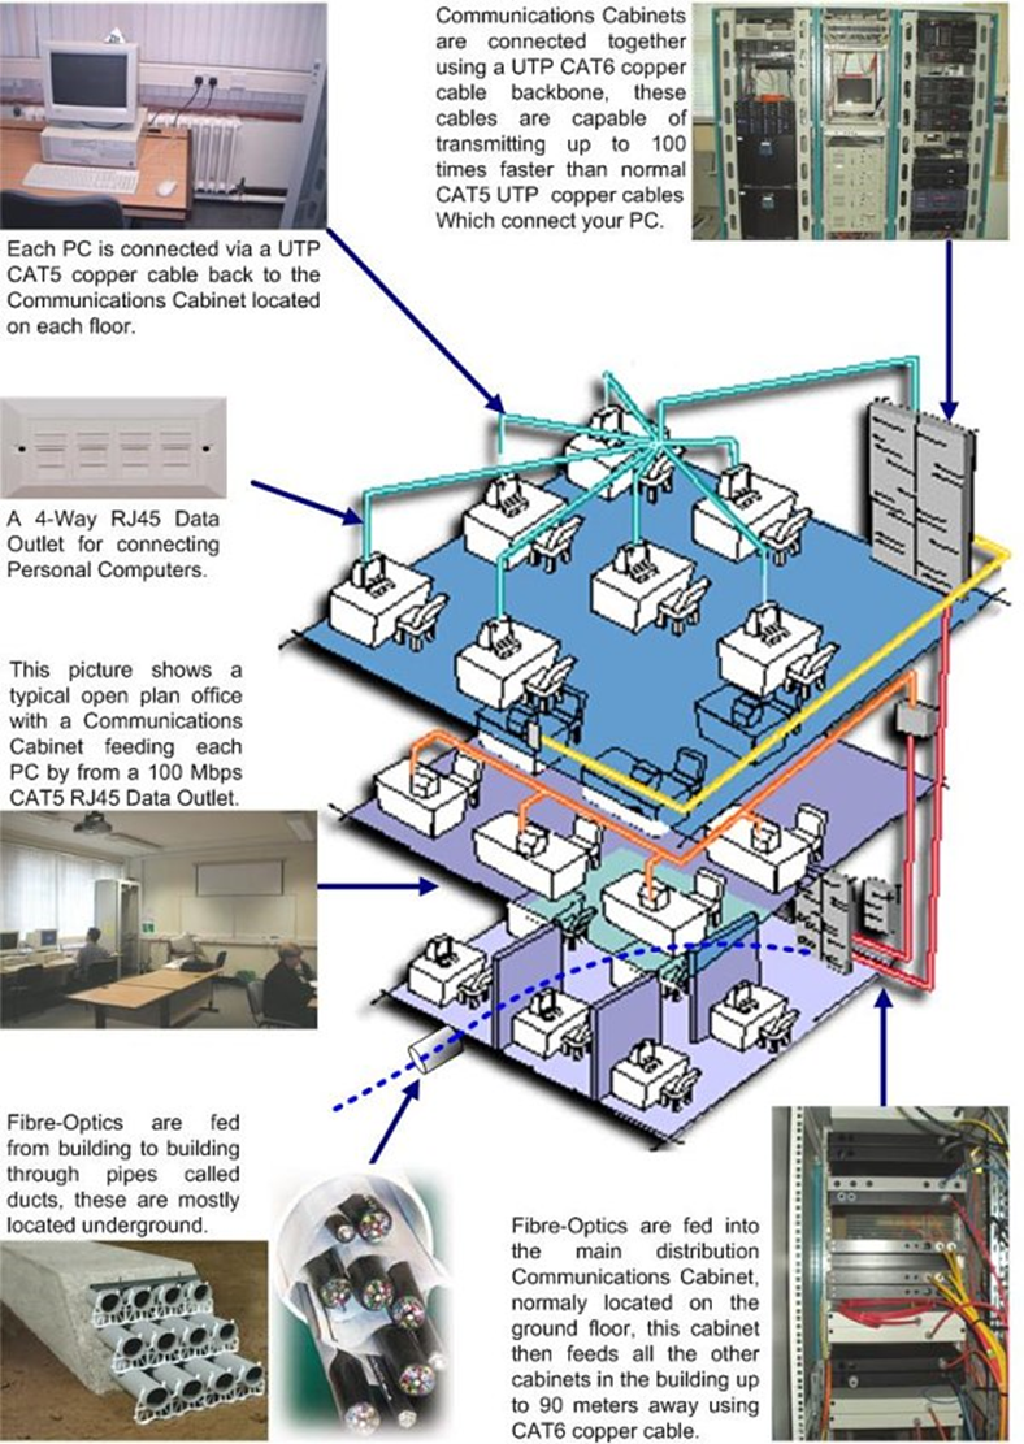 Communications Cabinets
are connected together
using a UTP CAT6 copper
cable backbone, these
cables are capable of
transmitting up to 100
times faster than normal
CAT5 UTP copper cables
Which connect your PC.
Each PC is connected via a UTP
CAT5 copper cable back to the
Communications Cabinet located
on each floor.
A 4-Way RJ45 Data
Outlet for connecting
Personal Computers.
This picture shows a
typical open plan office
with a Communications
Cabinet feeding each
PC by from a 100 Mbps
CAT5 RJ45 Data Outlet.
Fibre-Optics are fed
from building to building
through pipes called
ducts, these are mostly
located underground.
Fibre-Optics are fed into
the main distribution
Communications Cabinet,
normaly located on the
ground floor, this cabinet
then feeds all the other
cabinets in the building up
to 90 meters away using
CAT6 copper cable.